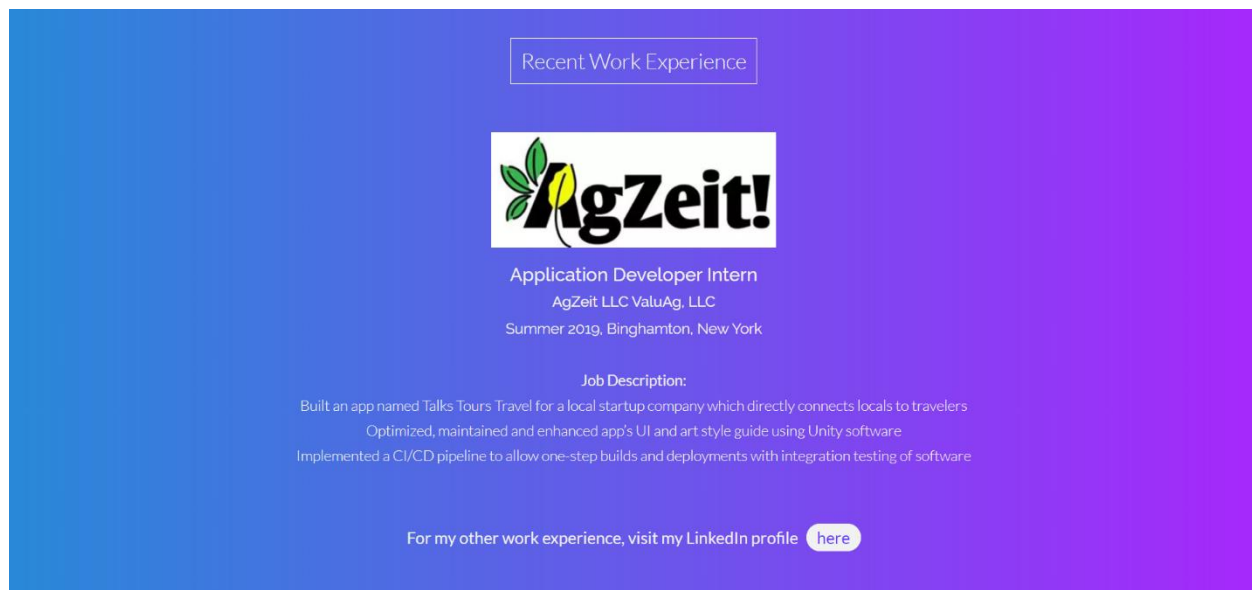 Recent Work Experience
AgZeit!
Application Developer Intern
AgZeit LLC ValuAg, LLC
Summer 2019, Binghamton, New York
Job Description:
Built an app named Talks Tours Travel for a local startup company which directly connects locals to travelers
Optimized, maintained and enhanced app's UI and art style guide using Unity software
Implemented a CI/CD pipeline to allow one-step builds and deployments with integration testing of software
For my other work experience, visit my LinkedIn profile here